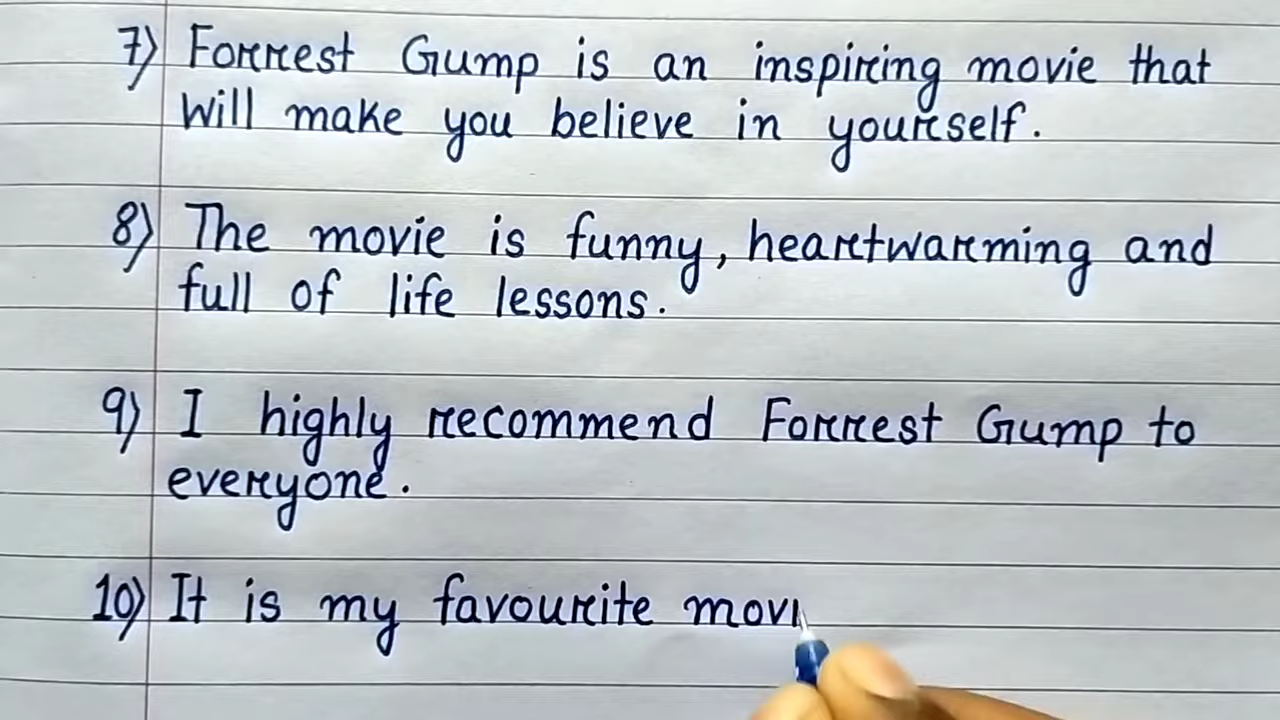 7) Forrest Gump is an inspiring movie that
will make you believe in yourself.
8) The movie is funny, heartwarming and
full of life lessons.
9) I highly recommend Forrest Gump to
everyone.
10) It is my favourite movi